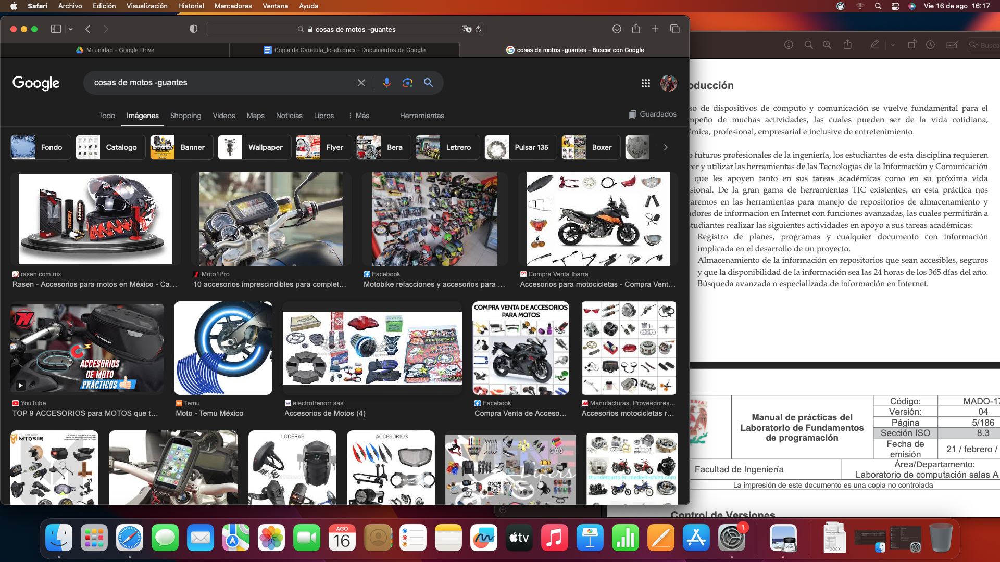 Safari Archivo Edición Visualización Historial Marcadores Ventana Ayuda
Vie 16 de ago 16:17
cosas de motos -guantes
Mi unidad - Google Drive
Copia de Caratula_lc-ab.docx - Documentos de Google
cosas de motos -guantes - Buscar con Google
Google
cosas de motos -guantes
Todo Imágenes Shopping Videos Maps Noticias Libros Más Herramientas
Guardados
Fondo Catalogo Banner Wallpaper Flyer Bera Letrero Pulsar 135 Boxer
RASEN
rasen.com.mx
Rasen - Accesorios para motos en México - Ca...
Moto1Pro
10 accesorios imprescindibles para complet...
Facebook
Motobike refacciones y accesorios para ...
Compra Venta Ibarra
Accesorios para motocicletas - Compra Vent...
ACCESORIOS
DE MOTO
PRÁCTICOS
COMPRA VENTA DE ACCESORIOS
PARA MOTOS
YouTube
TOP 9 ACCESORIOS para MOTOS que t...
Temu
Moto - Temu México
electrofrenorr sas
Accesorios de Motos (4)
Facebook
Compra Venta de Acceso...
Manufacturas, Proveedores...
Accesorios motocicletas r...
MTOSIR
LODERAS
ACCESORIOS
Bikers
thunderparts.en.made-in-china.com
Busca
oducción
so de dispositivos de cómputo y comunicación se vuelve fundamental para el
mpeño de muchas actividades, las cuales pueden ser de la vida cotidiana,
émica, profesional, empresarial e inclusive de entretenimiento.
o futuros profesionales de la ingeniería, los estudiantes de esta disciplina requieren
cer y utilizar las herramientas de las Tecnologías de la Información y Comunicación
que les apoyen tanto en sus tareas académicas como en su próxima vida
sional. De la gran gama de herramientas TIC existentes, en esta práctica nos
aremos en las herramientas para manejo de repositorios de almacenamiento y
adores de información en Internet con funciones avanzadas, las cuales permitirán a
studiantes realizar las siguientes actividades en apoyo a sus tareas académicas:
Registro de planes, programas y cualquier documento con información
implicada en el desarrollo de un proyecto.
Almacenamiento de la información en repositorios que sean accesibles, seguros
y que la disponibilidad de la información sea las 24 horas de los 365 días del año.
Búsqueda avanzada o especializada de información en Internet.
Manual de prácticas del
Laboratorio de Fundamentos
de programación
Código: MADO-17
Versión: 04
Página 5/186
Sección ISO 8.3
Fecha de
emisión
21 / febrero /
Facultad de Ingeniería
Área/Departamento:
Laboratorio de computación salas A
La impresión de este documento es una copia no controlada
Control de Versiones
AGO
16
tv
1
DOCX